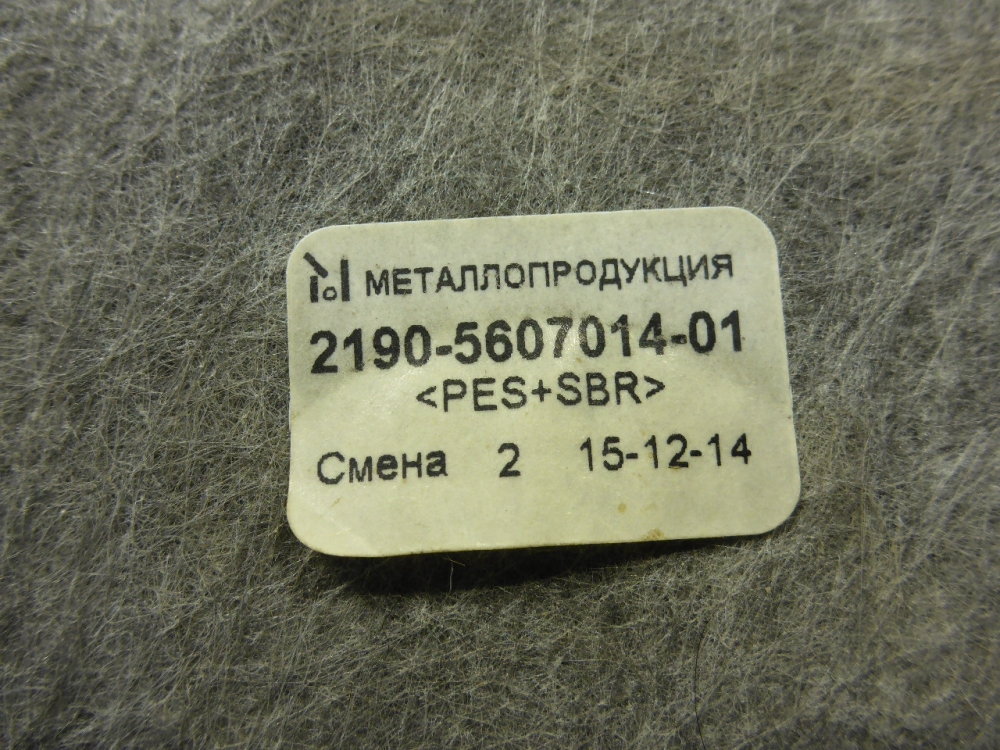 МЕТАЛЛОПРОДУКЦИЯ
2190-5607014-01
<PES+SBR>
Смена 2 15-12-14